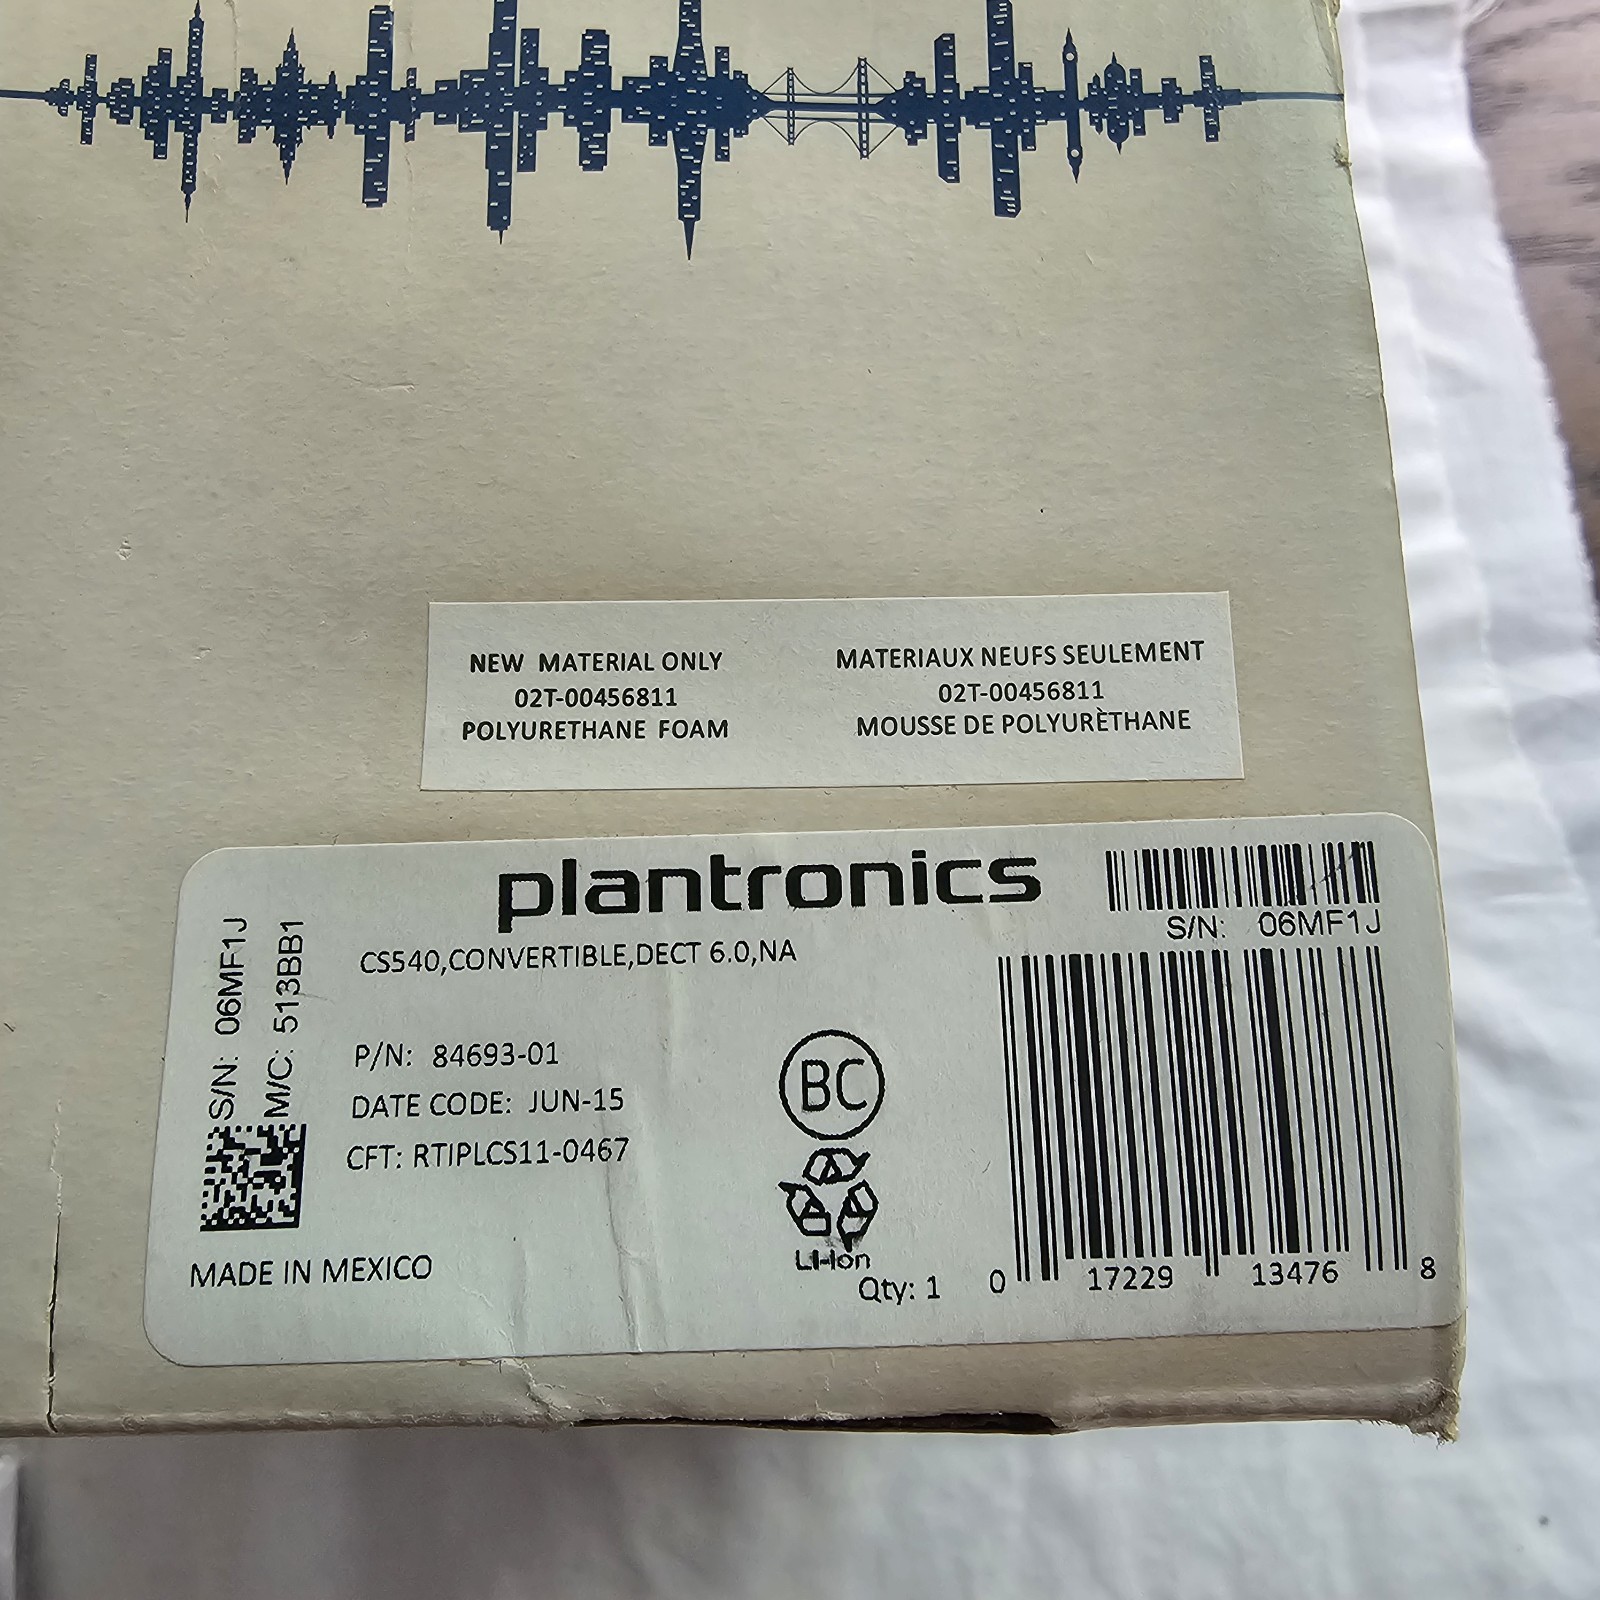 NEW MATERIAL ONLY
02T-00456811
POLYURETHANE FOAM
MATERIAUX NEUFS SEULEMENT
02T-00456811
MOUSSE DE POLYURÈTHANE
plantronics
S/N: 06MF1J
CS540,CONVERTIBLE,DECT 6.0,NA
S/N: 06MF1J
M/C: 513BB1
P/N: 84693-01
DATE CODE: JUN-15
CFT: RTIPLCS11-0467
BC
Li-Ion
MADE IN MEXICO
Qty: 1
0 17229 13476 8